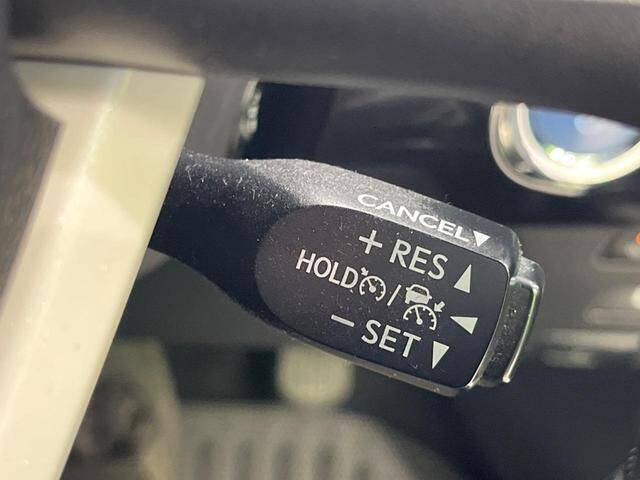 CANCEL▼
+ RES ▲
HOLD /
− SET ▼